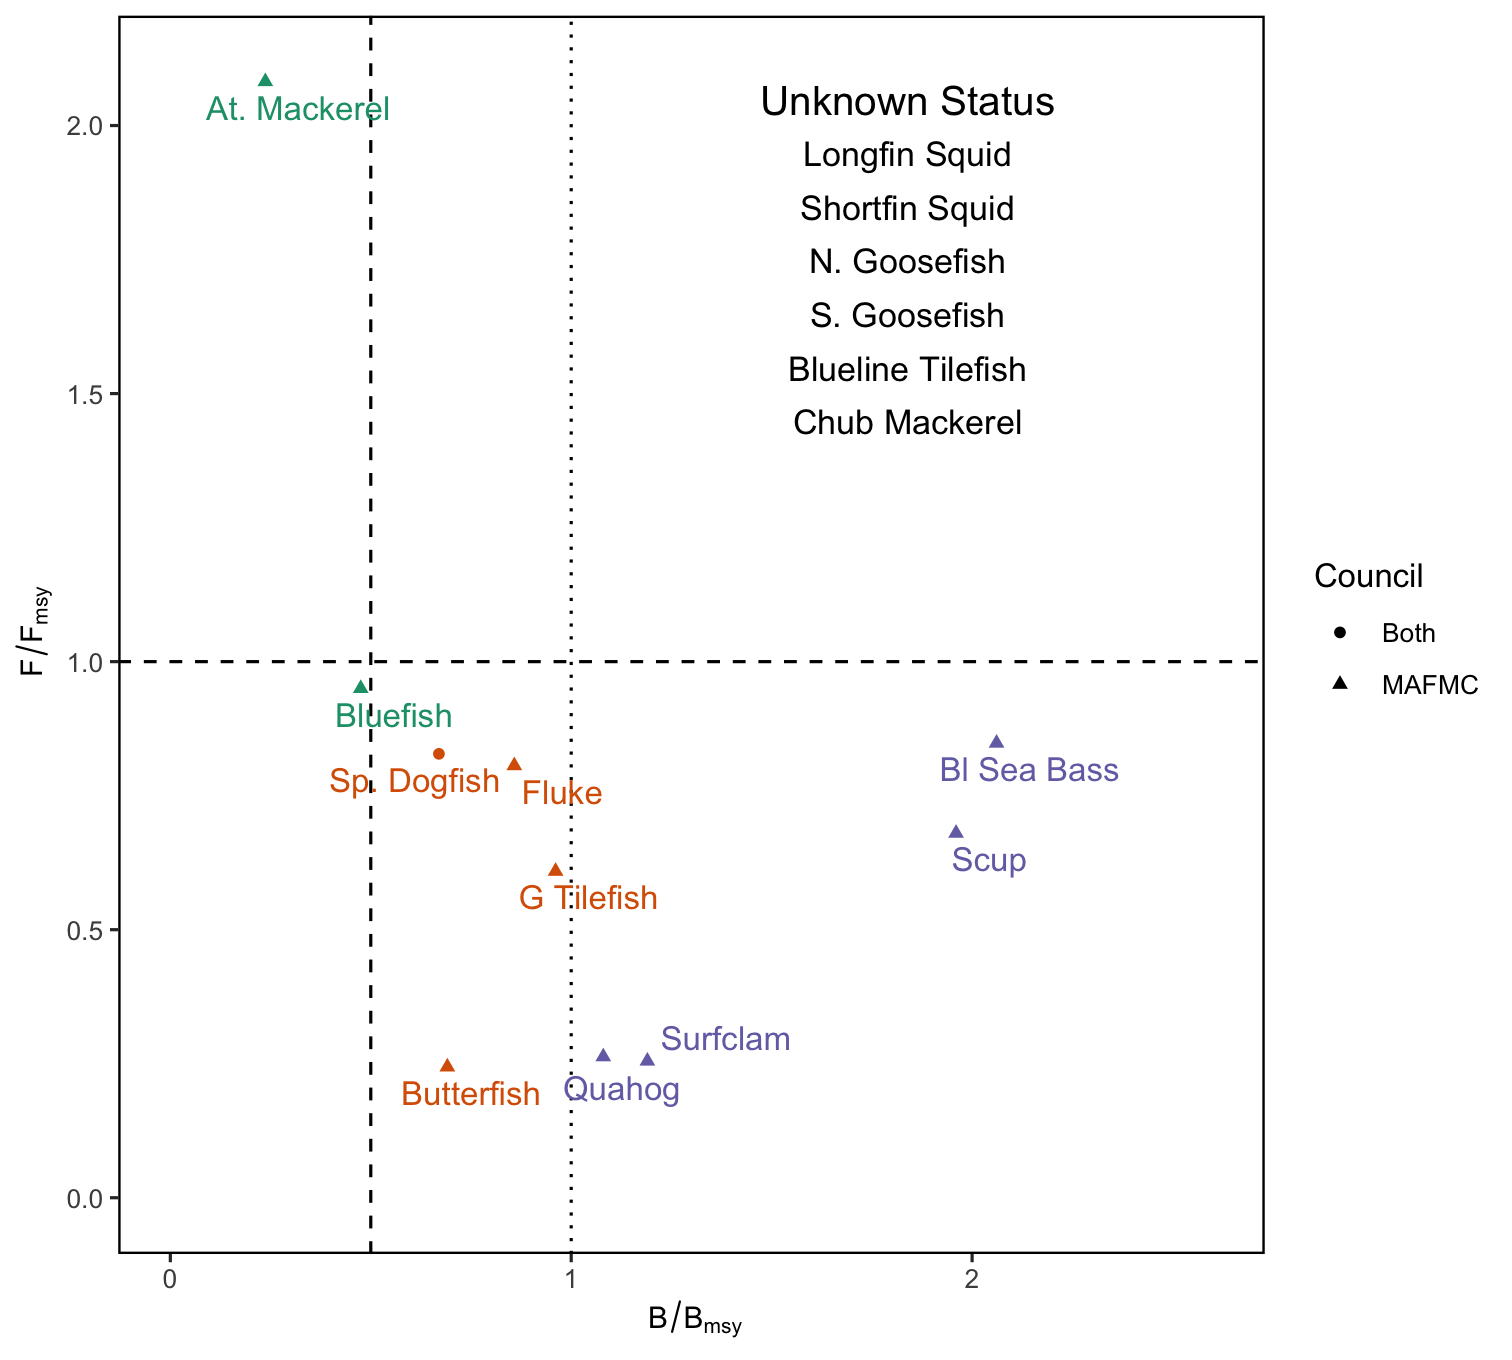 At. Mackerel
Unknown Status
Longfin Squid
Shortfin Squid
N. Goosefish
S. Goosefish
Blueline Tilefish
Chub Mackerel
2.0
1.5
1.0
0.5
0.0
F/Fmsy
Bluefish
Sp. Dogfish
Fluke
G Tilefish
Bl Sea Bass
Scup
Surfclam
Quahog
Butterfish
0
1
2
B/Bmsy
Council
Both
MAFMC